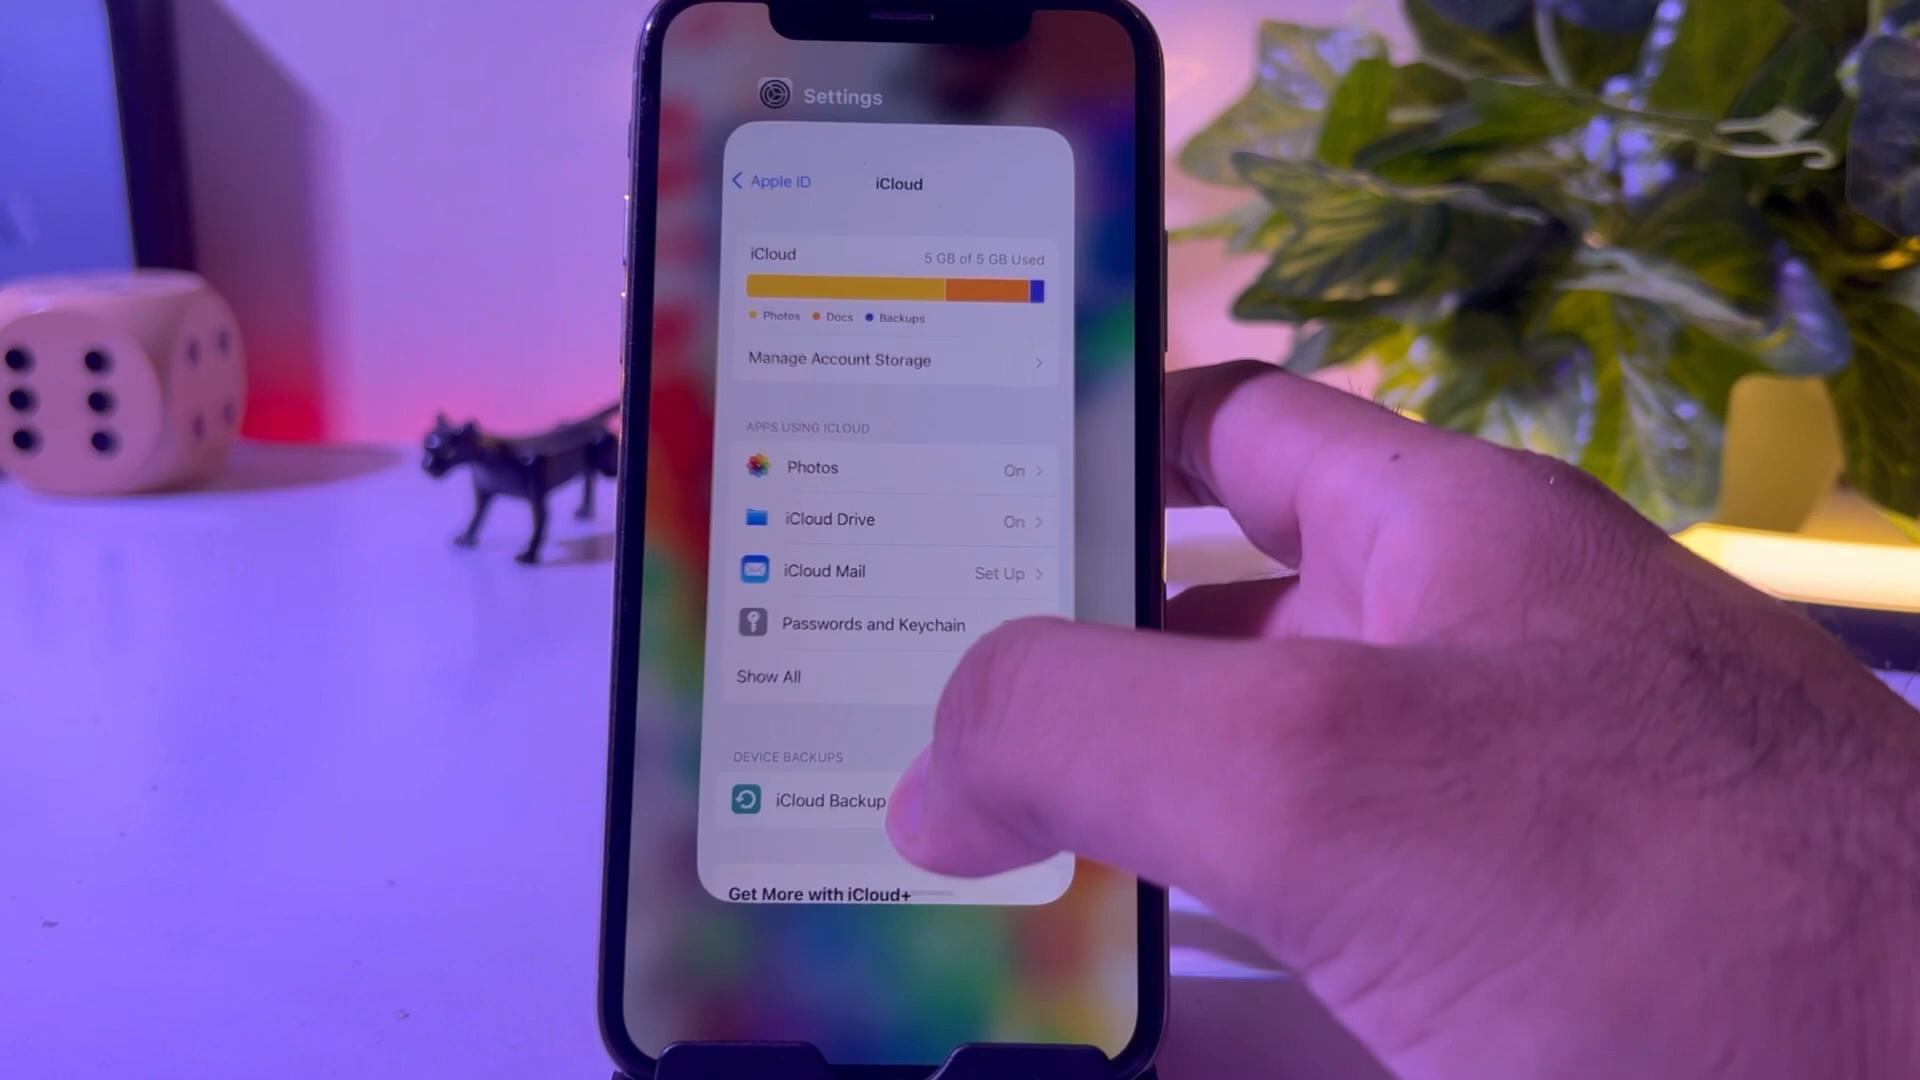 Settings
Apple ID
iCloud
iCloud
5 GB of 5 GB Used
Photos Docs Backups
Manage Account Storage
APPS USING ICLOUD
Photos On
iCloud Drive On
iCloud Mail Set Up
Passwords and Keychain
Show All
DEVICE BACKUPS
iCloud Backup
Get More with iCloud+